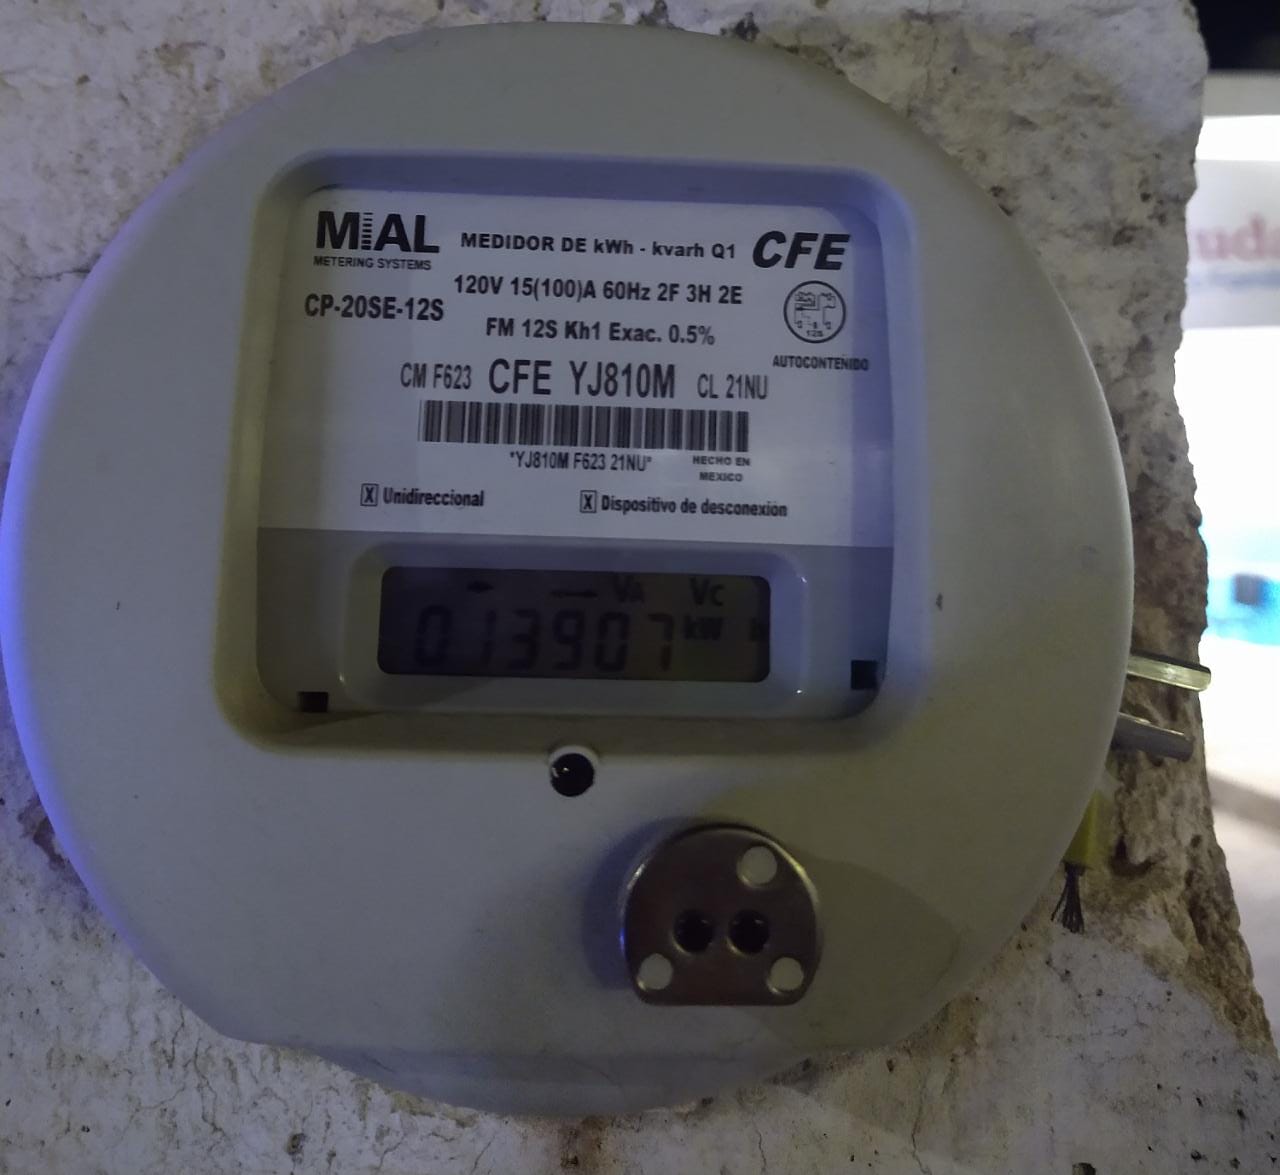 MIAL
METERING SYSTEMS
MEDIDOR DE kWh - kvarh Q1
CFE
120V 15(100)A 60Hz 2F 3H 2E
CP-20SE-12S
FM 12S Kh1 Exac. 0.5%
12S
AUTOCONTENIDO
CM F623 CFE YJ810M CL 21NU
*YJ810M F623 21NU*
HECHO EN
MEXICO
X Unidireccional
X Dispositivo de desconexión
VA VC
013907 kW h